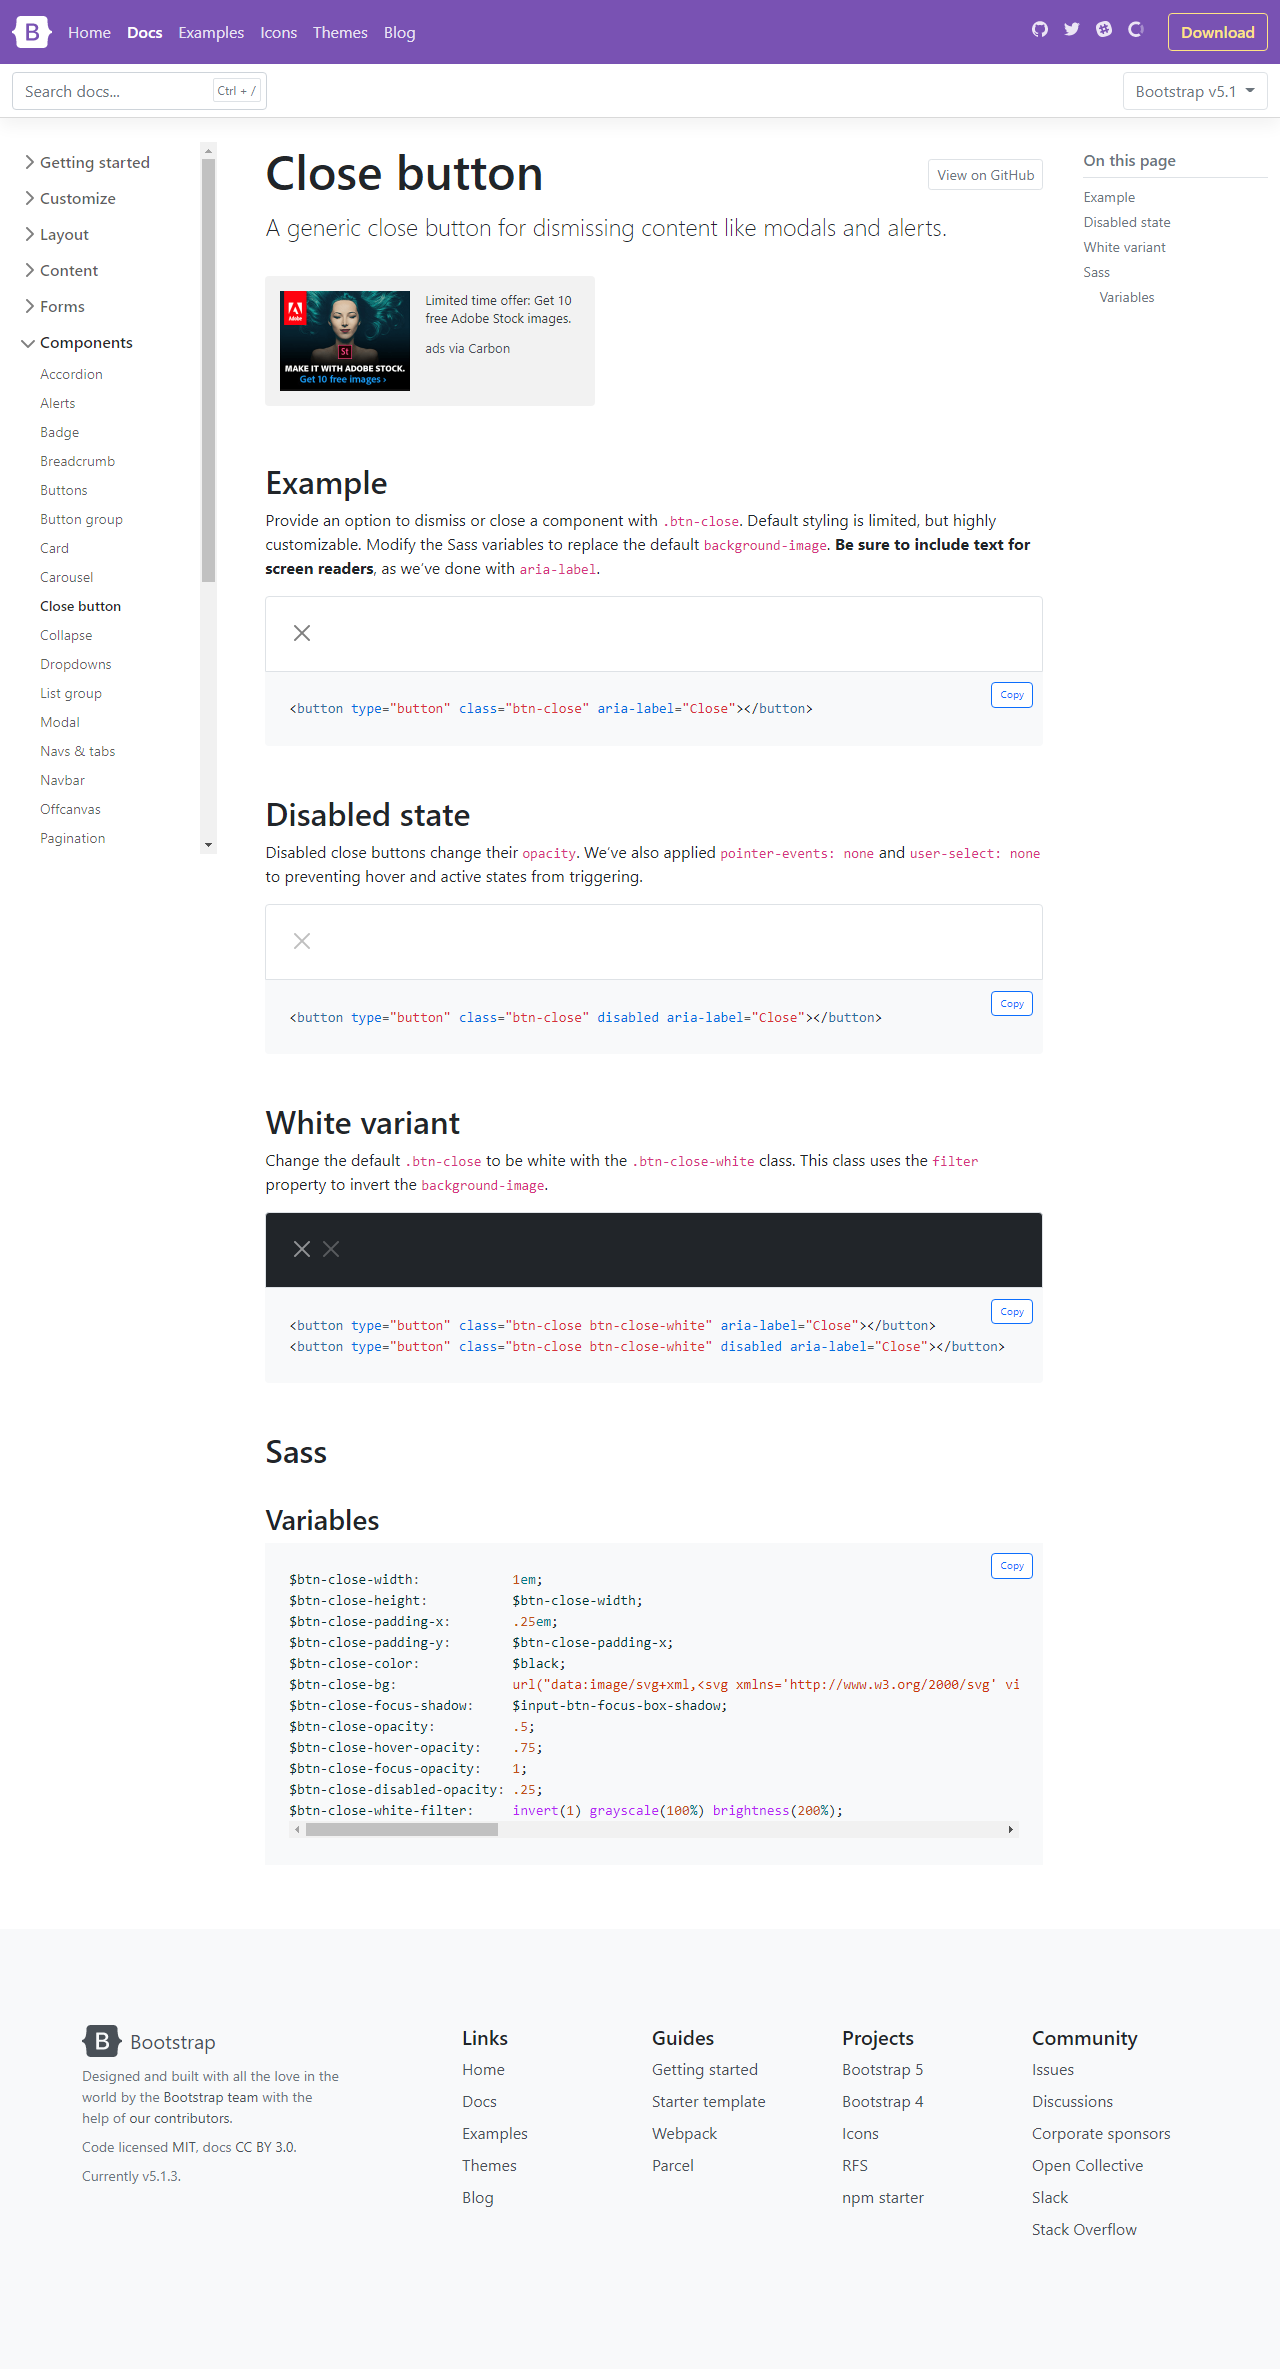 B Home Docs Examples Icons Themes Blog Download
Search docs... Ctrl + / Bootstrap v5.1
Getting started
Customize
Layout
Content
Forms
Components
Accordion
Alerts
Badge
Breadcrumb
Buttons
Button group
Card
Carousel
Close button
Collapse
Dropdowns
List group
Modal
Navs & tabs
Navbar
Offcanvas
Pagination
Close button
View on GitHub
A generic close button for dismissing content like modals and alerts.
Adobe
St
MAKE IT WITH ADOBE STOCK.
Get 10 free images ›
Limited time offer: Get 10
free Adobe Stock images.
ads via Carbon
On this page
Example
Disabled state
White variant
Sass
Variables
Example
Provide an option to dismiss or close a component with .btn-close. Default styling is limited, but highly
customizable. Modify the Sass variables to replace the default background-image. Be sure to include text for
screen readers, as we’ve done with aria-label.
Copy
<button type="button" class="btn-close" aria-label="Close"></button>
Disabled state
Disabled close buttons change their opacity. We’ve also applied pointer-events: none and user-select: none
to preventing hover and active states from triggering.
Copy
<button type="button" class="btn-close" disabled aria-label="Close"></button>
White variant
Change the default .btn-close to be white with the .btn-close-white class. This class uses the filter
property to invert the background-image.
Copy
<button type="button" class="btn-close btn-close-white" aria-label="Close"></button>
<button type="button" class="btn-close btn-close-white" disabled aria-label="Close"></button>
Sass
Variables
Copy
$btn-close-width: 1em;
$btn-close-height: $btn-close-width;
$btn-close-padding-x: .25em;
$btn-close-padding-y: $btn-close-padding-x;
$btn-close-color: $black;
$btn-close-bg: url("data:image/svg+xml,<svg xmlns='http://www.w3.org/2000/svg' vi
$btn-close-focus-shadow: $input-btn-focus-box-shadow;
$btn-close-opacity: .5;
$btn-close-hover-opacity: .75;
$btn-close-focus-opacity: 1;
$btn-close-disabled-opacity: .25;
$btn-close-white-filter: invert(1) grayscale(100%) brightness(200%);
B Bootstrap
Designed and built with all the love in the
world by the Bootstrap team with the
help of our contributors.
Code licensed MIT, docs CC BY 3.0.
Currently v5.1.3.
Links
Home
Docs
Examples
Themes
Blog
Guides
Getting started
Starter template
Webpack
Parcel
Projects
Bootstrap 5
Bootstrap 4
Icons
RFS
npm starter
Community
Issues
Discussions
Corporate sponsors
Open Collective
Slack
Stack Overflow